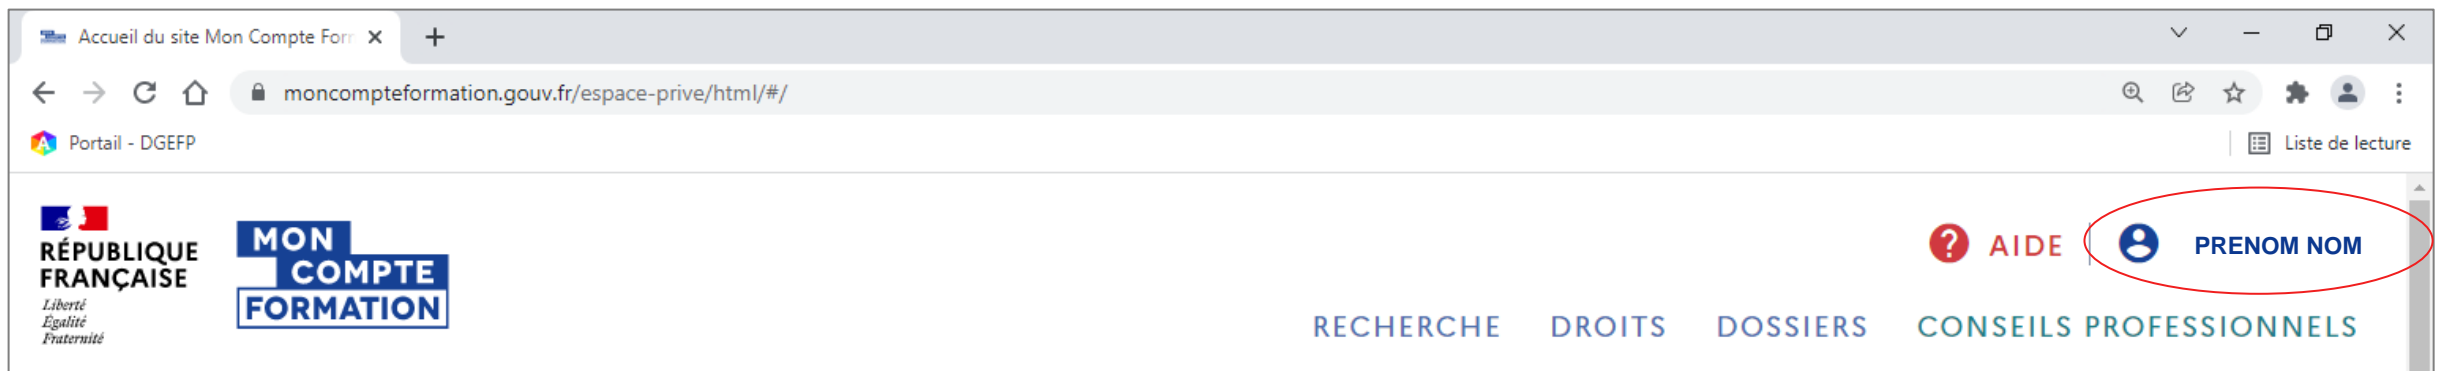 Accueil du site Mon Compte Forr
moncompteformation.gouv.fr/espace-prive/html/#/
Portail - DGEFP
Liste de lecture
RÉPUBLIQUE
FRANÇAISE
Liberté
Égalité
Fraternité
MON
COMPTE
FORMATION
? AIDE
PRENOM NOM
RECHERCHE DROITS DOSSIERS CONSEILS PROFESSIONNELS